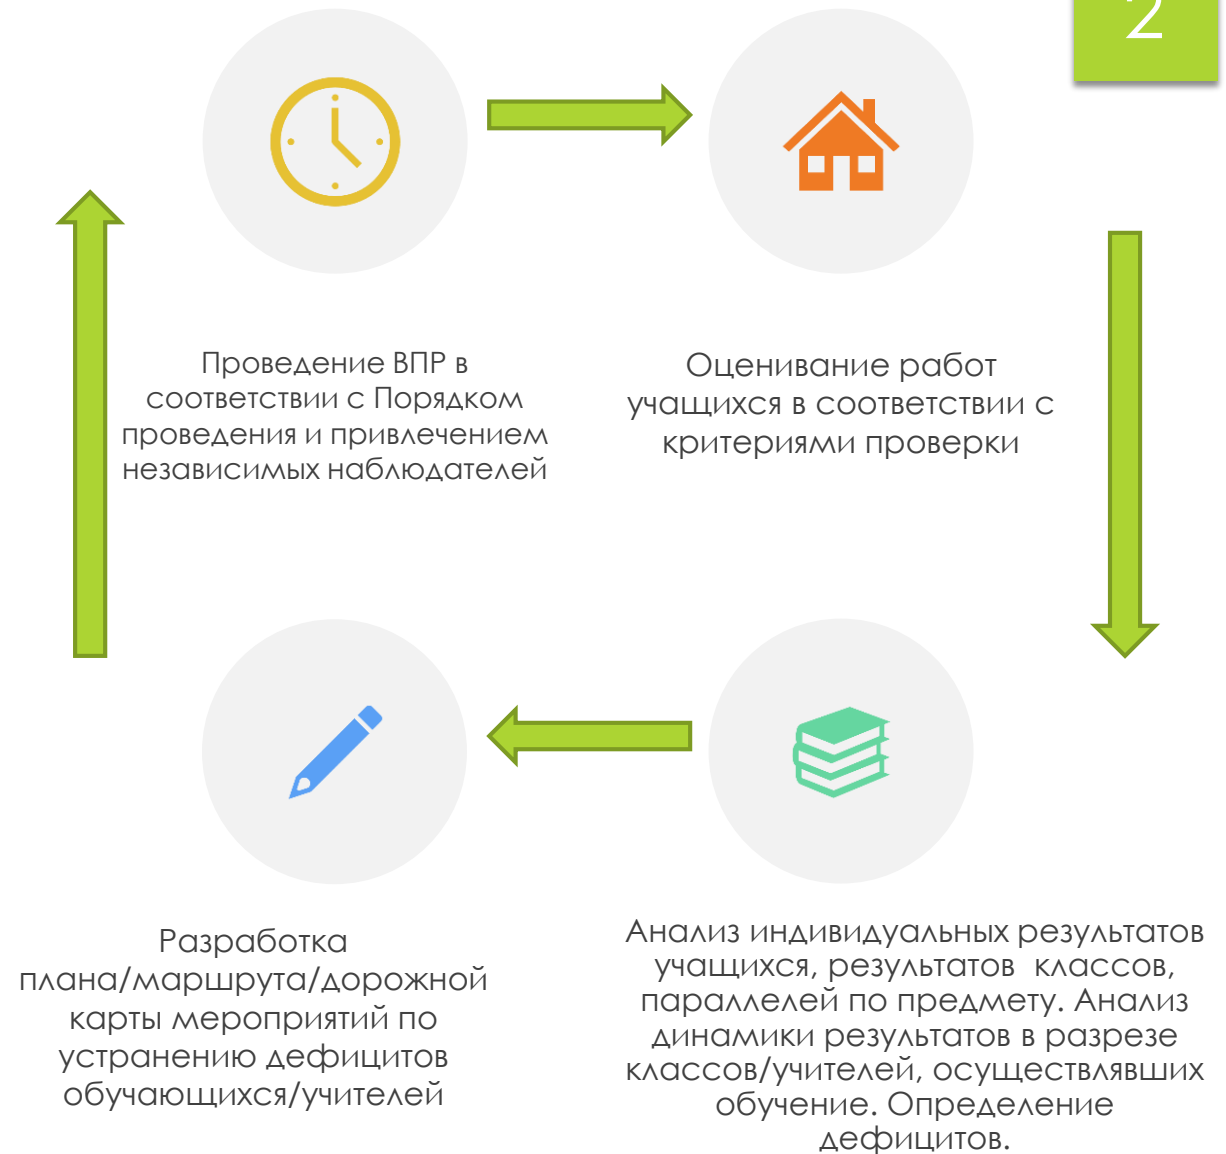 2
Проведение ВПР в
соответствии с Порядком
проведения и привлечением
независимых наблюдателей
Оценивание работ
учащихся в соответствии с
критериями проверки
Разработка
плана/маршрута/дорожной
карты мероприятий по
устранению дефицитов
обучающихся/учителей
Анализ индивидуальных результатов
учащихся, результатов классов,
параллелей по предмету. Анализ
динамики результатов в разрезе
классов/учителей, осуществлявших
обучение. Определение
дефицитов.